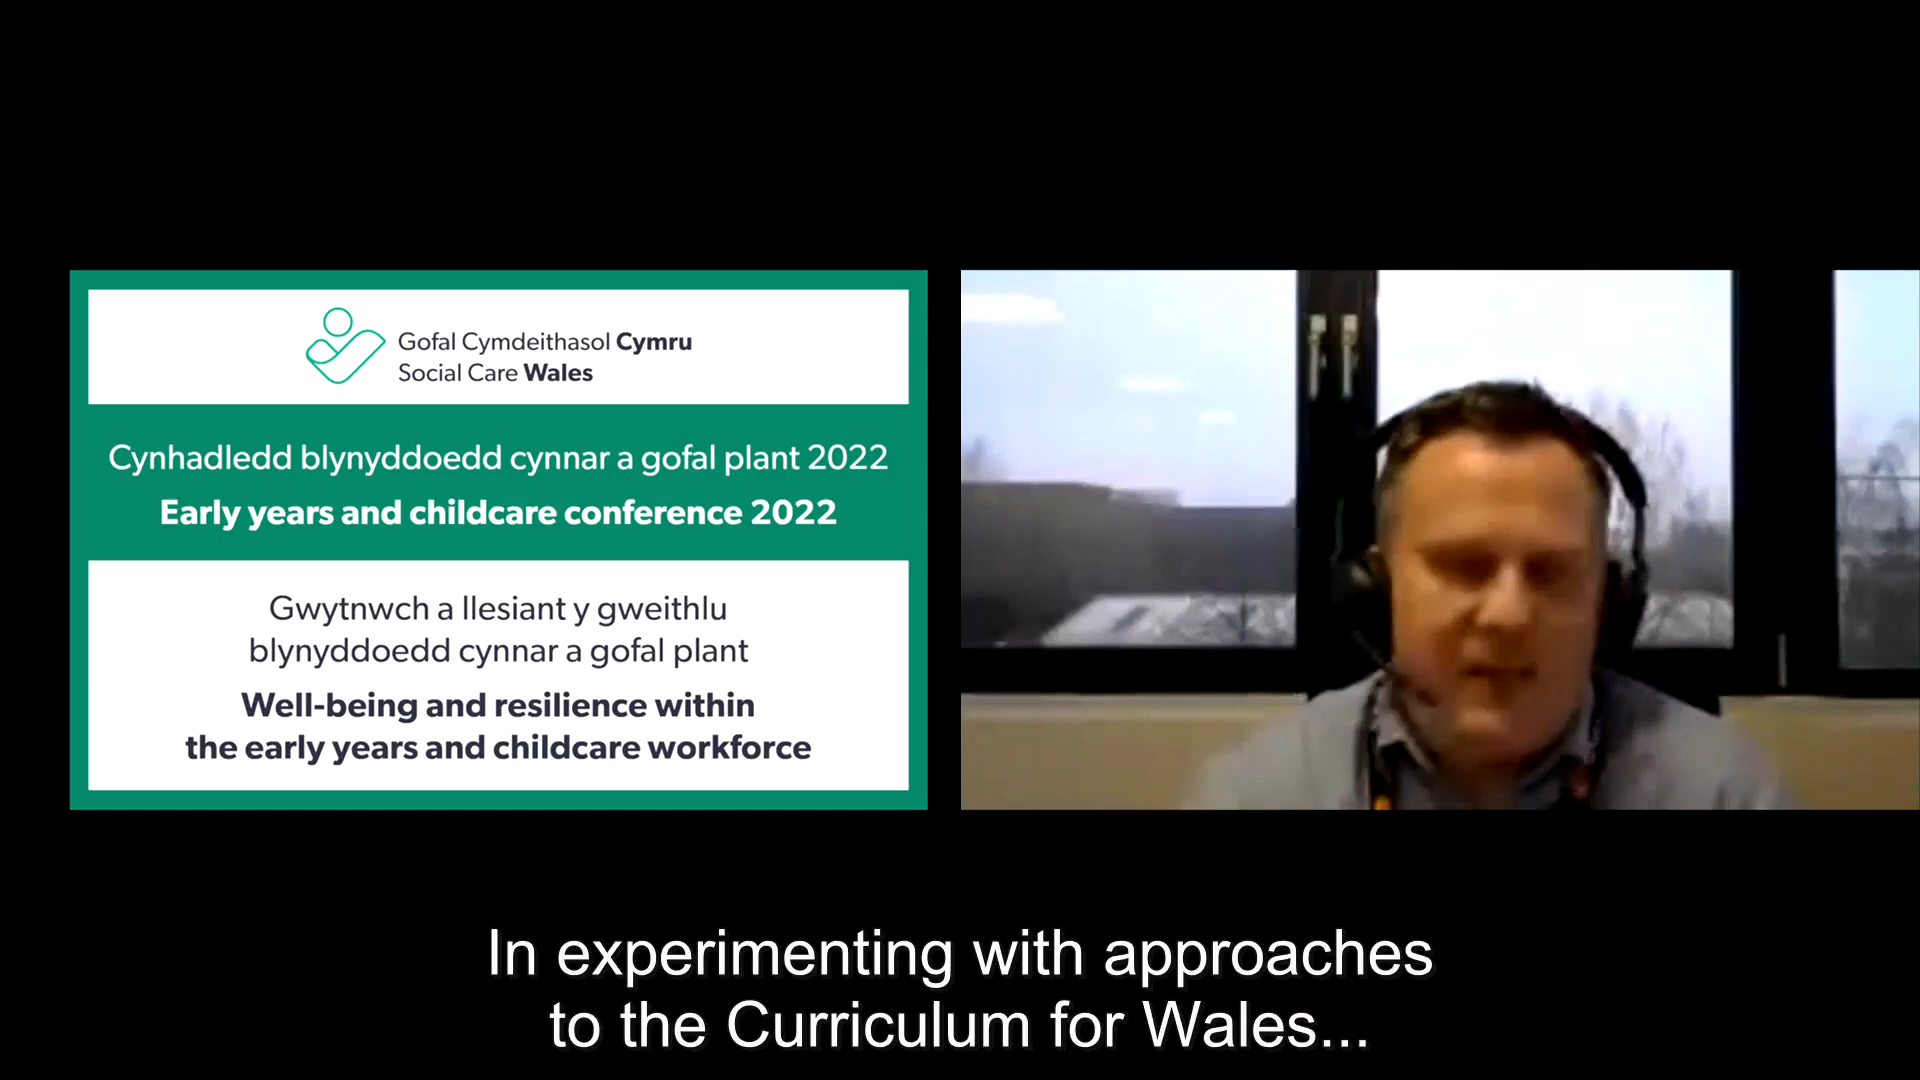 Gofal Cymdeithasol Cymru
Social Care Wales
Cynhadledd blynyddoedd cynnar a gofal plant 2022
Early years and childcare conference 2022
Gwytnwch a llesiant y gweithlu
blynyddoedd cynnar a gofal plant
Well-being and resilience within
the early years and childcare workforce
In experimenting with approaches
to the Curriculum for Wales...